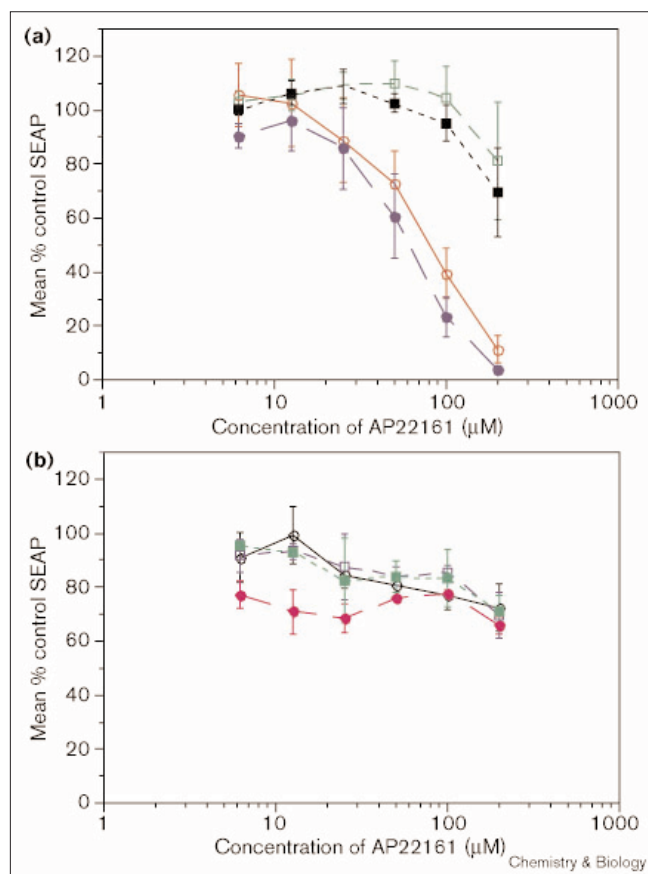 (a)
120
100
80
60
40
20
0
Mean % control SEAP
1 10 100 1000
Concentration of AP22161 (μM)
(b)
120
100
80
60
40
20
0
Mean % control SEAP
1 10 100 1000
Concentration of AP22161 (μM)
Chemistry & Biology